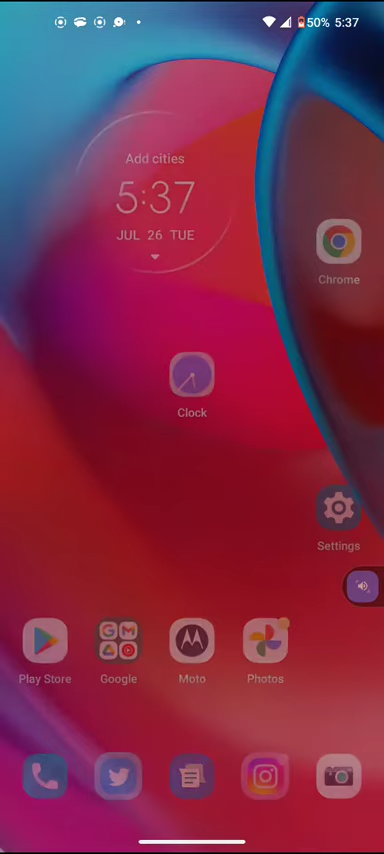 50% 5:37
Add cities
5:37
JUL 26 TUE
Chrome
Clock
Settings
Play Store
Google
Moto
Photos